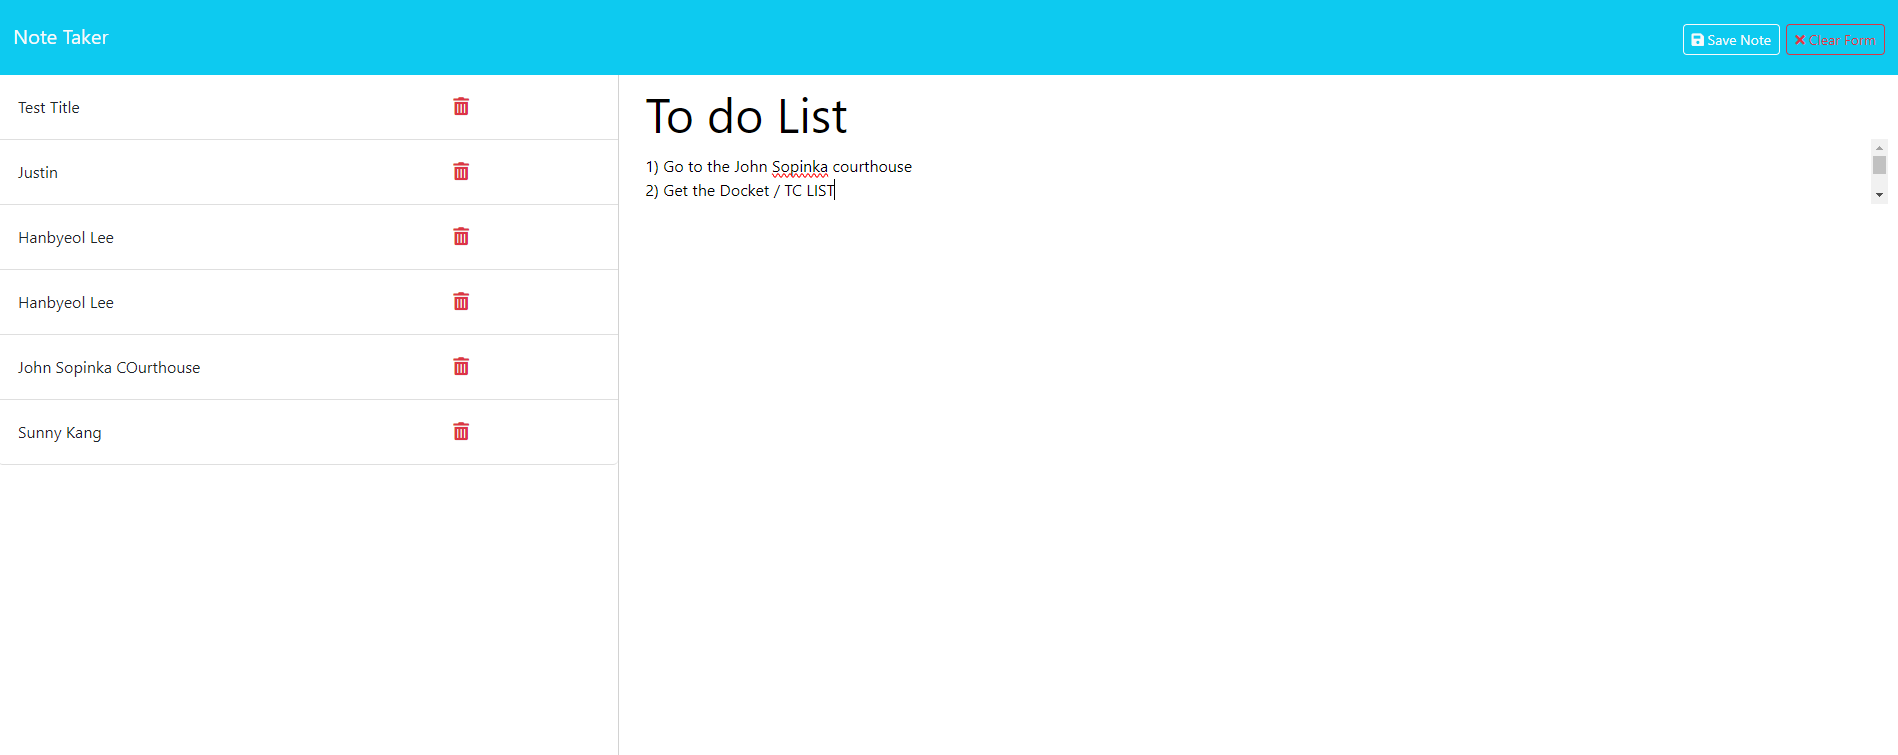 Note Taker
Save Note
Clear Form
Test Title
Justin
Hanbyeol Lee
Hanbyeol Lee
John Sopinka COurthouse
Sunny Kang
To do List
1) Go to the John Sopinka courthouse
2) Get the Docket / TC LIST